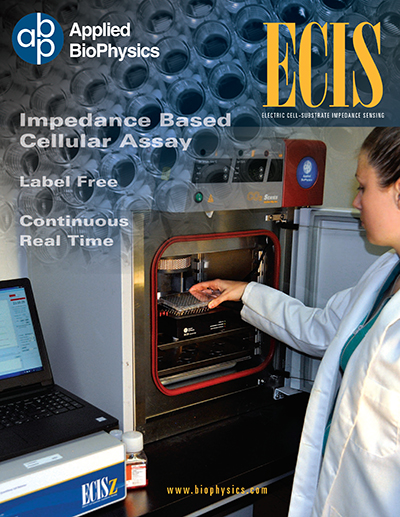 abp
Applied
BioPhysics
ECIS
ELECTRIC CELL-SUBSTRATE IMPEDANCE SENSING
Impedance Based
Cellular Assay
Label Free
Continuous
Real Time
ECISZ
www.biophysics.com